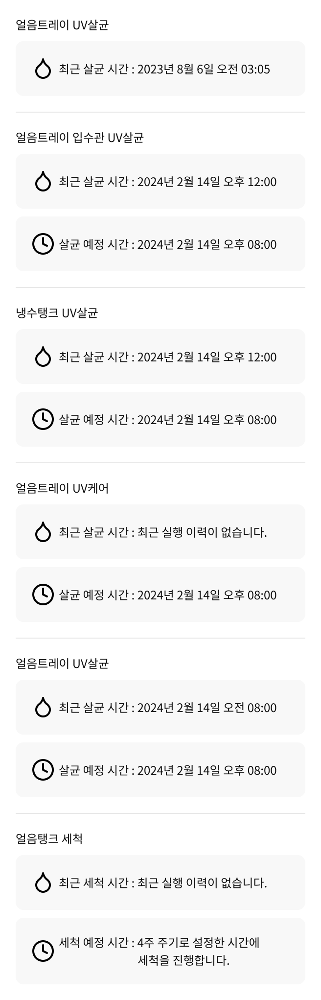 얼음트레이 UV살균
최근 살균 시간 : 2023년 8월 6일 오전 03:05
얼음트레이 입수관 UV살균
최근 살균 시간 : 2024년 2월 14일 오후 12:00
살균 예정 시간 : 2024년 2월 14일 오후 08:00
냉수탱크 UV살균
최근 살균 시간 : 2024년 2월 14일 오후 12:00
살균 예정 시간 : 2024년 2월 14일 오후 08:00
얼음트레이 UV케어
최근 살균 시간 : 최근 실행 이력이 없습니다.
살균 예정 시간 : 2024년 2월 14일 오후 08:00
얼음트레이 UV살균
최근 살균 시간 : 2024년 2월 14일 오전 08:00
살균 예정 시간 : 2024년 2월 14일 오후 08:00
얼음탱크 세척
최근 세척 시간 : 최근 실행 이력이 없습니다.
세척 예정 시간 : 4주 주기로 설정한 시간에
세척을 진행합니다.